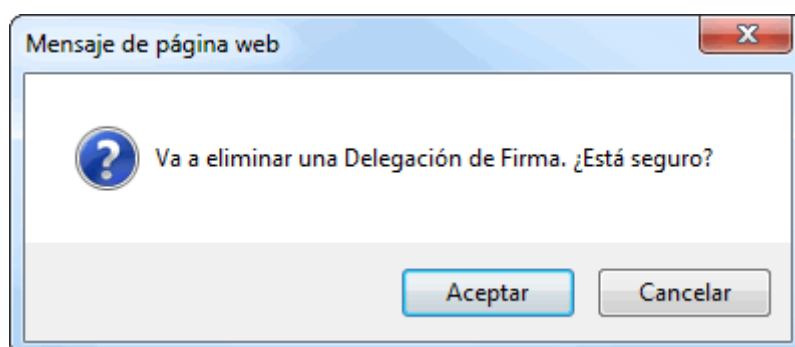 Mensaje de página web
Va a eliminar una Delegación de Firma. ¿Está seguro?
Aceptar
Cancelar